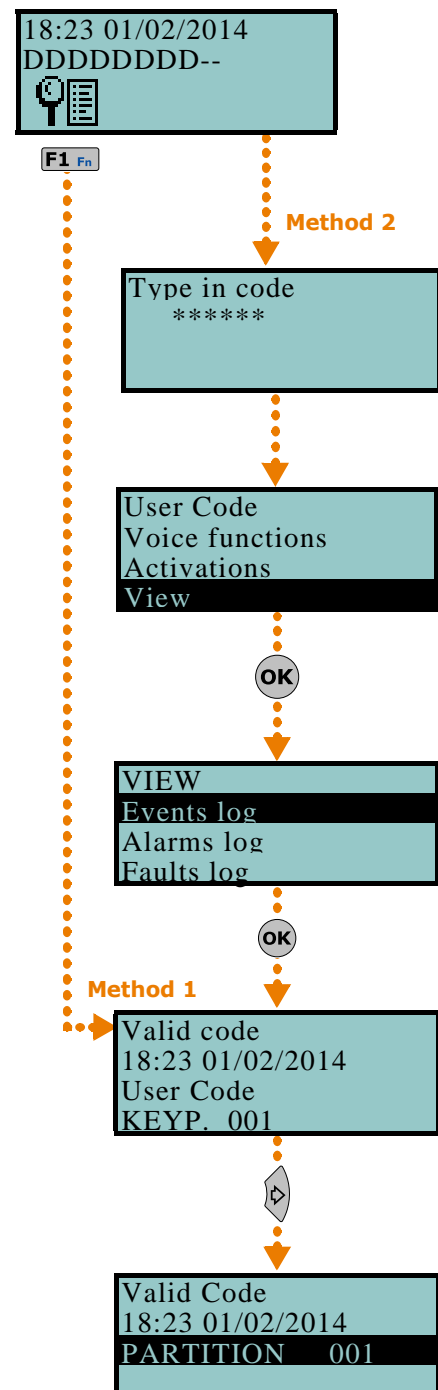 18:23 01/02/2014
DDDDDDDD--
F1 Fn
Method 2
Type in code
******
User Code
Voice functions
Activations
View
OK
VIEW
Events log
Alarms log
Faults log
OK
Method 1
Valid code
18:23 01/02/2014
User Code
KEYP. 001
Valid Code
18:23 01/02/2014
PARTITION 001